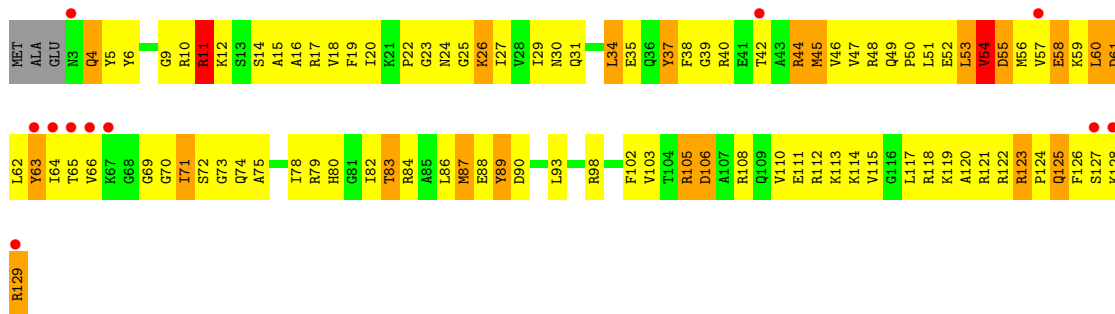 MET ALA GLU N3 Q4 Y5 Y6 G9 R10 R11 K12 S13 S14 A15 A16 R17 V18 F19 I20 K21 P22 G23 N24 G25 K26 I27 V28 I29 N30 Q31 L34 E35 Q36 Y37 F38 G39 R40 E41 T42 A43 R44 M45 V46 V47 R48 Q49 P50 L51 E52 L53 V54 D55 M56 V57 E58 K59 L60 D61
L62 Y63 I64 T65 V66 K67 G68 G69 G70 I71 S72 G73 Q74 A75 I78 R79 H80 G81 I82 T83 R84 A85 L86 M87 E88 Y89 D90 L93 R98 F102 V103 T104 R105 D106 A107 R108 Q109 V110 E111 R112 K113 K114 V115 G116 L117 R118 K119 A120 R121 R122 R123 P124 Q125 F126 S127 K128
R129